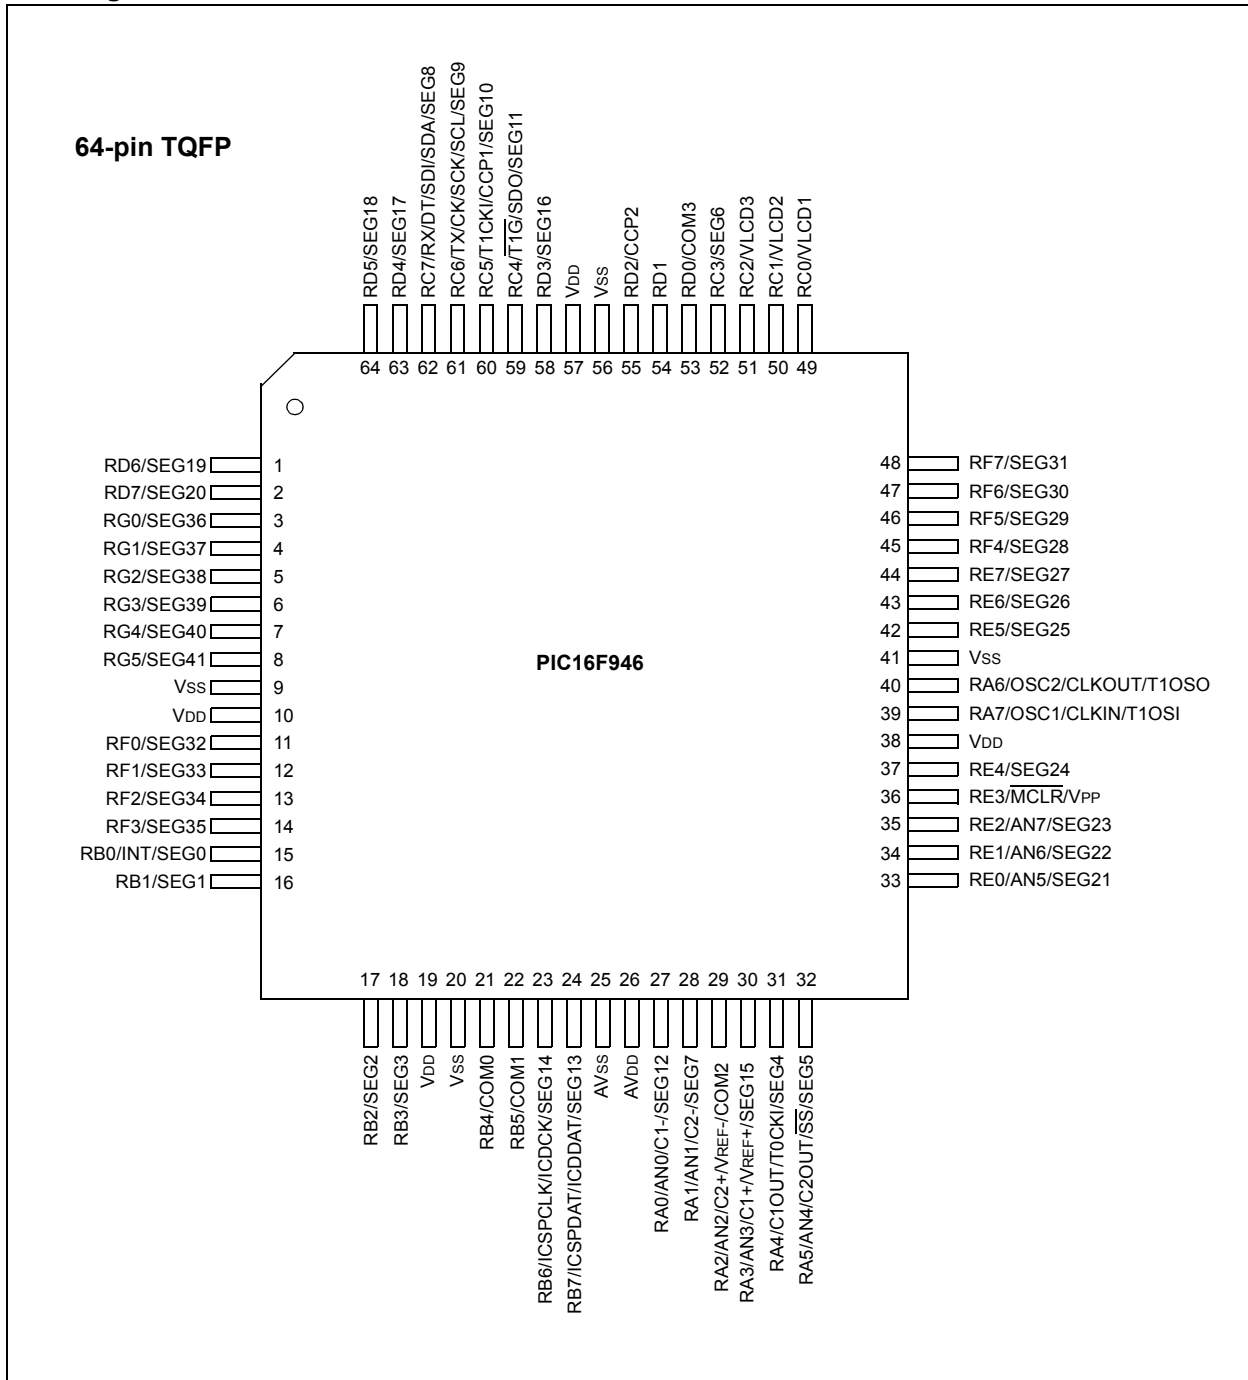 64-pin TQFP
RD5/SEG18
RD4/SEG17
RC7/RX/DT/SDI/SDA/SEG8
RC6/TX/CK/SCK/SCL/SEG9
RC5/T1CKI/CCP1/SEG10
RC4/T1G/SDO/SEG11
RD3/SEG16
VDD
VSS
RD2/CCP2
RD1
RD0/COM3
RC3/SEG6
RC2/VLCD3
RC1/VLCD2
RC0/VLCD1
64 63 62 61 60 59 58 57 56 55 54 53 52 51 50 49
RD6/SEG19 1
RD7/SEG20 2
RG0/SEG36 3
RG1/SEG37 4
RG2/SEG38 5
RG3/SEG39 6
RG4/SEG40 7
RG5/SEG41 8
VSS 9
VDD 10
RF0/SEG32 11
RF1/SEG33 12
RF2/SEG34 13
RF3/SEG35 14
RB0/INT/SEG0 15
RB1/SEG1 16
PIC16F946
48 RF7/SEG31
47 RF6/SEG30
46 RF5/SEG29
45 RF4/SEG28
44 RE7/SEG27
43 RE6/SEG26
42 RE5/SEG25
41 VSS
40 RA6/OSC2/CLKOUT/T1OSO
39 RA7/OSC1/CLKIN/T1OSI
38 VDD
37 RE4/SEG24
36 RE3/MCLR/VPP
35 RE2/AN7/SEG23
34 RE1/AN6/SEG22
33 RE0/AN5/SEG21
17 18 19 20 21 22 23 24 25 26 27 28 29 30 31 32
RB2/SEG2
RB3/SEG3
VDD
VSS
RB4/COM0
RB5/COM1
RB6/ICSPCLK/ICDCK/SEG14
RB7/ICSPDAT/ICDDAT/SEG13
AVSS
AVDD
RA0/AN0/C1-/SEG12
RA1/AN1/C2-/SEG7
RA2/AN2/C2+/VREF-/COM2
RA3/AN3/C1+/VREF+/SEG15
RA4/C1OUT/T0CKI/SEG4
RA5/AN4/C2OUT/SS/SEG5